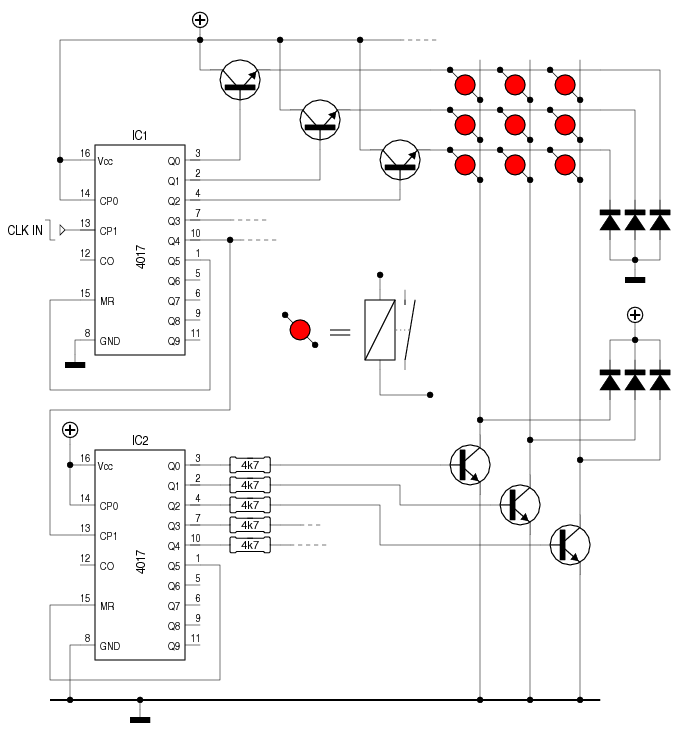 IC1
16 Vcc Q0 3
Q1 2
14 CP0 Q2 4
Q3 7
CLK IN 13 CP1 Q4 10
12 CO Q5 1
4017
Q6 5
15 MR Q7 6
Q8 9
8 GND Q9 11
IC2
16 Vcc Q0 3 4k7
Q1 2 4k7
14 CP0 Q2 4 4k7
Q3 7 4k7
13 CP1 Q4 10 4k7
12 CO Q5 1
4017
Q6 5
15 MR Q7 6
Q8 9
8 GND Q9 11